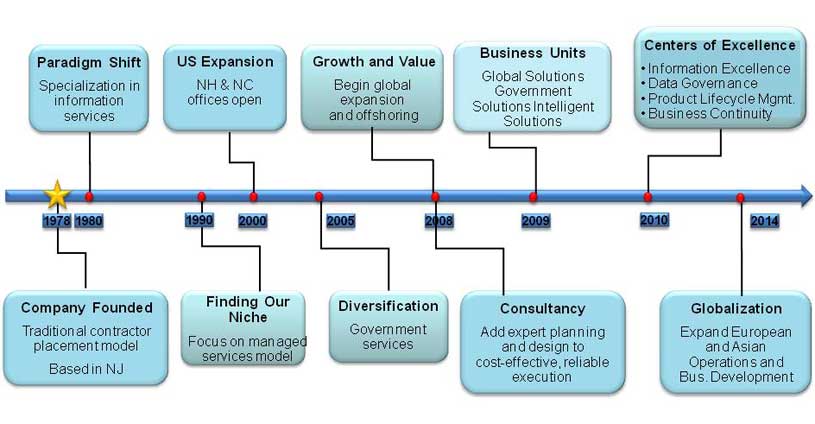 Paradigm Shift
Specialization in
information
services
US Expansion
NH & NC
offices open
Growth and Value
Begin global
expansion
and offshoring
Business Units
Global Solutions
Government
Solutions Intelligent
Solutions
Centers of Excellence
• Information Excellence
• Data Governance
• Product Lifecycle Mgmt.
• Business Continuity
1978
1980
1990
2000
2005
2008
2009
2010
2014
Company Founded
Traditional contractor
placement model
Based in NJ
Finding Our
Niche
Focus on managed
services model
Diversification
Government
services
Consultancy
Add expert planning
and design to
cost-effective, reliable
execution
Globalization
Expand European
and Asian
Operations and
Bus. Development